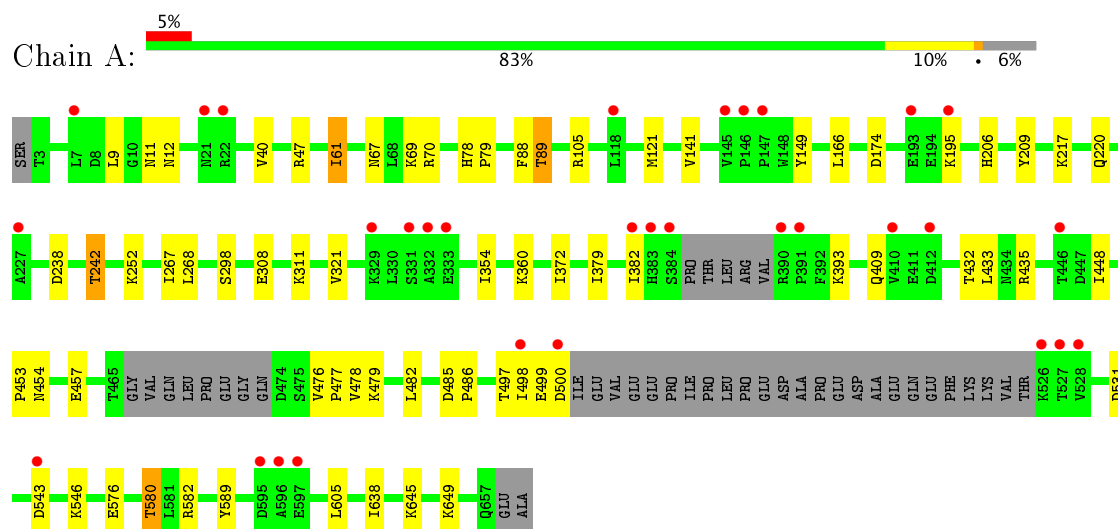 5%
Chain A:
83% 10% • 6%
SER T3 L7 D8 L9 G10 N11 N12 N21 R22 V40 R47 I61 N67 L68 K69 R70 H78 P79 F88 T89 R105 L118 M121 V141 V145 P146 P147 W148 Y149 L166 D174 E193 E194 K195 H206 Y209 K217 Q220
A227 D238 T242 K252 I267 L268 S298 E308 K311 V321 K329 L330 S331 A332 E333 I354 K360 I372 I379 I382 H383 S384 PRO THR LEU ARG VAL R390 P391 F392 K393 Q409 V410 E411 D412 T432 L433 N434 R435 T446 D447 I448
P453 N454 E457 T465 GLY VAL GLN LEU PRO GLU GLY GLN D474 S475 V476 P477 V478 K479 L482 D485 P486 T497 I498 E499 D500 ILE GLU VAL GLU GLU PRO ILE PRO LEU PRO GLU ASP ALA PRO GLU ASP ALA GLU GLN GLU PHE LYS LYS VAL THR K526 T527 V528 D531
D543 K546 E576 T580 L581 R582 Y589 D595 A596 E597 L605 I638 K645 K649 Q657 GLU ALA